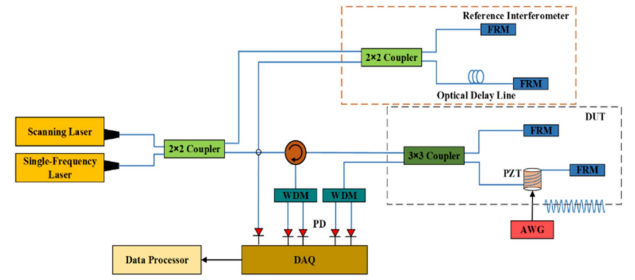 Reference Interferometer
FRM
2×2 Coupler
FRM
Optical Delay Line
DUT
Scanning Laser
FRM
2×2 Coupler
3×3 Coupler
Single-Frequency
Laser
PZT
FRM
WDM
WDM
PD
AWG
Data Processor
DAQ